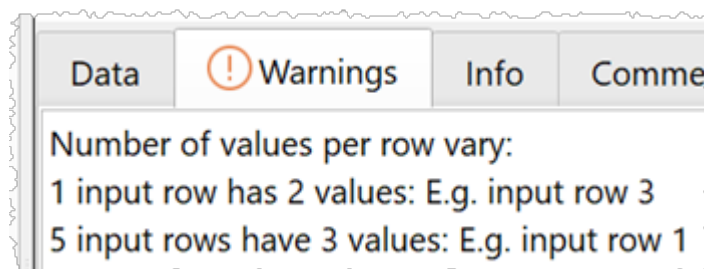 Data Warnings Info Comme
Number of values per row vary:
1 input row has 2 values: E.g. input row 3
5 input rows have 3 values: E.g. input row 1